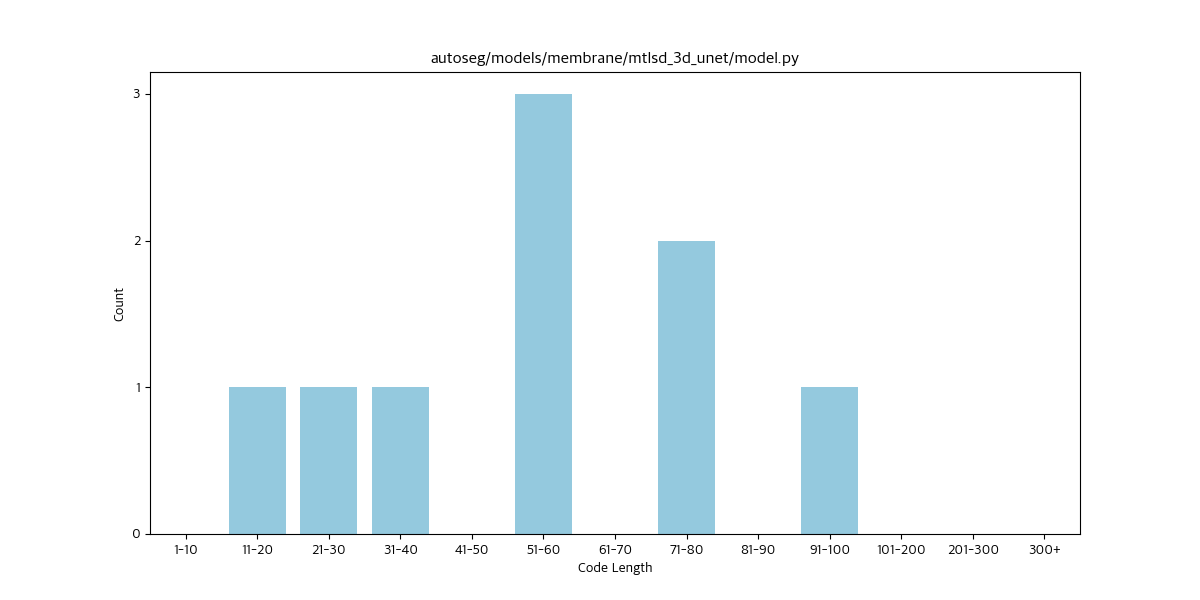 autoseg/models/membrane/mtlsd_3d_unet/model.py
3
2
1
0
Count
1-10 11-20 21-30 31-40 41-50 51-60 61-70 71-80 81-90 91-100 101-200 201-300 300+
Code Length